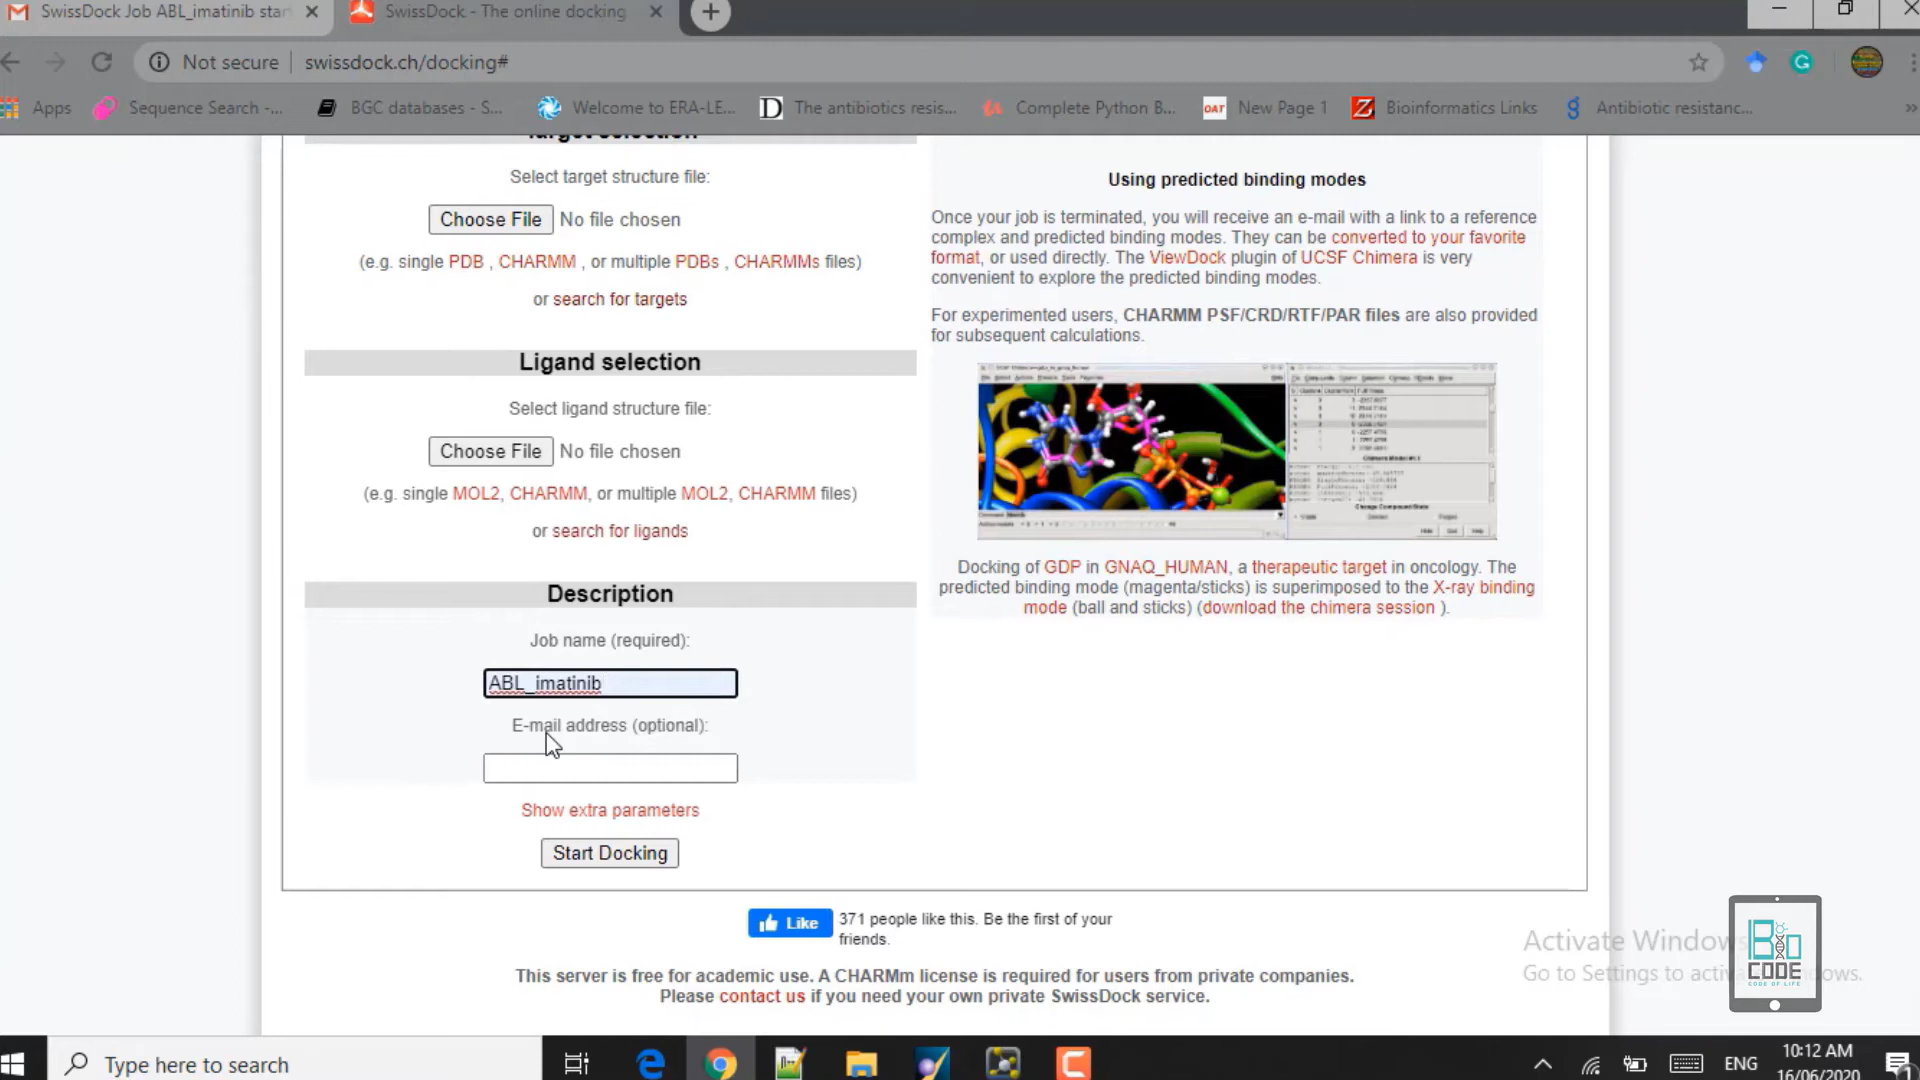 SwissDock Job ABL_imatinib star
SwissDock - The online docking
Not secure
swissdock.ch/docking#
Apps
Sequence Search -...
BGC databases - S...
Welcome to ERA-LE...
The antibiotics resis...
Complete Python B...
OAT
New Page 1
Bioinformatics Links
Antibiotic resistanc...
»
Target selection
Select target structure file:
Choose File No file chosen
(e.g. single PDB , CHARMM , or multiple PDBs , CHARMMs files)
or search for targets
Ligand selection
Select ligand structure file:
Choose File No file chosen
(e.g. single MOL2, CHARMM, or multiple MOL2, CHARMM files)
or search for ligands
Description
Job name (required):
ABL_imatinib
E-mail address (optional):
Show extra parameters
Start Docking
Using predicted binding modes
Once your job is terminated, you will receive an e-mail with a link to a reference
complex and predicted binding modes. They can be converted to your favorite
format, or used directly. The ViewDock plugin of UCSF Chimera is very
convenient to explore the predicted binding modes.
For experimented users, CHARMM PSF/CRD/RTF/PAR files are also provided
for subsequent calculations.
Docking of GDP in GNAQ_HUMAN, a therapeutic target in oncology. The
predicted binding mode (magenta/sticks) is superimposed to the X-ray binding
mode (ball and sticks) (download the chimera session ).
Like
371 people like this. Be the first of your
friends.
This server is free for academic use. A CHARMm license is required for users from private companies.
Please contact us if you need your own private SwissDock service.
Activate Windows
Go to Settings to activate Windows.
CODE
CODE OF LIFE
Type here to search
ENG
10:12 AM
16/06/2020